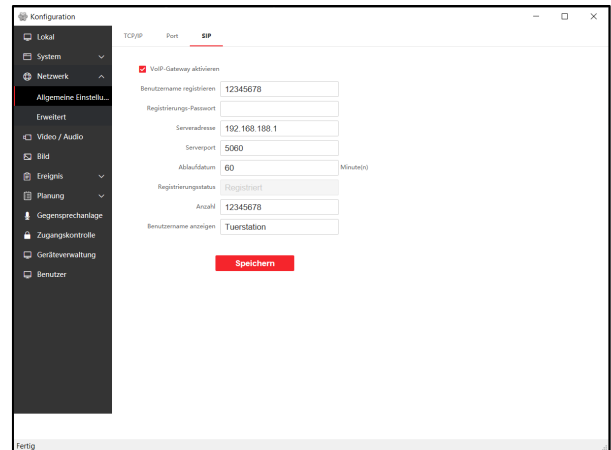 Konfiguration
Lokal
System
Netzwerk
Allgemeine Einstellu...
Erweitert
Video / Audio
Bild
Ereignis
Planung
Gegensprechanlage
Zugangskontrolle
Geräteverwaltung
Benutzer
TCP/IP Port SIP
VoIP-Gateway aktivieren
Benutzername registrieren 12345678
Registrierungs-Passwort
Serveradresse 192.168.188.1
Serverport 5060
Ablaufdatum 60 Minute(n)
Registrierungsstatus Registriert
Anzahl 12345678
Benutzername anzeigen Tuerstation
Speichern
Fertig